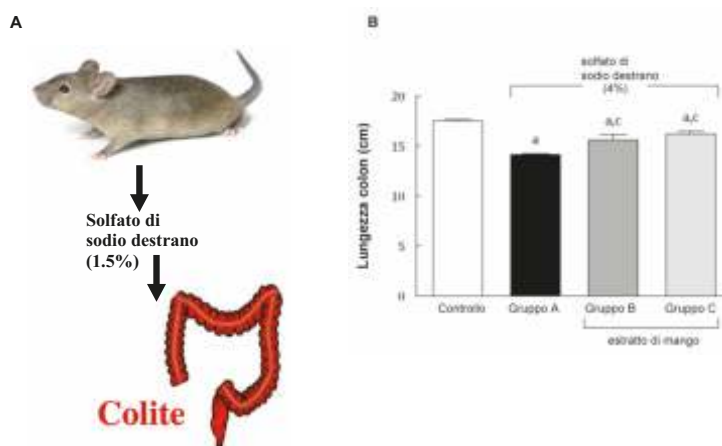 A
Solfato di
sodio destrano
(1.5%)
Colite
B
solfato di
sodio destrano
(4%)
Lungezza colon (cm)
20
15
10
5
0
a
a,c
a,c
Controllo Gruppo A Gruppo B Gruppo C
estratto di mango